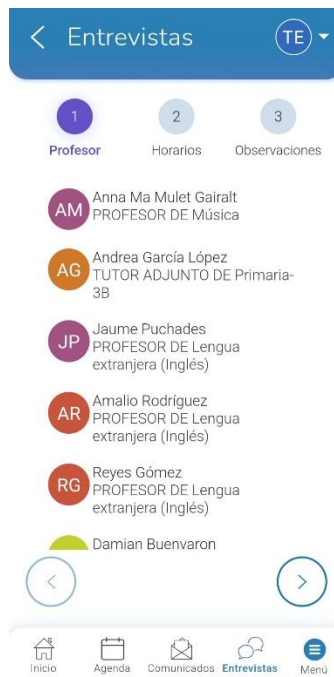 Entrevistas
TE
1
2
3
Profesor
Horarios
Observaciones
AM
Anna Ma Mulet Gairalt
PROFESOR DE Música
AG
Andrea García López
TUTOR ADJUNTO DE Primaria-
3B
JP
Jaume Puchades
PROFESOR DE Lengua
extranjera (Inglés)
AR
Amalio Rodríguez
PROFESOR DE Lengua
extranjera (Inglés)
RG
Reyes Gómez
PROFESOR DE Lengua
extranjera (Inglés)
Damian Buenvaron
Inicio
Agenda
Comunicados
Entrevistas
Menú